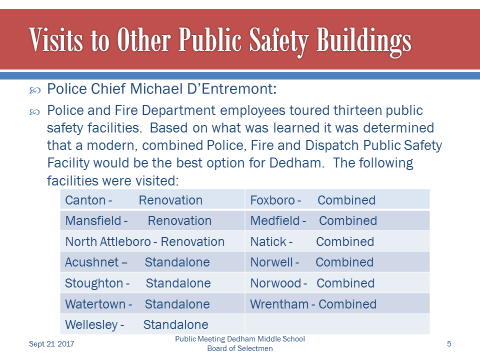 Visits to Other Public Safety Buildings
Police Chief Michael D'Entremont:
Police and Fire Department employees toured thirteen public
safety facilities. Based on what was learned it was determined
that a modern, combined Police, Fire and Dispatch Public Safety
Facility would be the best option for Dedham. The following
facilities were visited:
Canton - Renovation Foxboro - Combined
Mansfield - Renovation Medfield - Combined
North Attleboro - Renovation Natick - Combined
Acushnet – Standalone Norwell - Combined
Stoughton - Standalone Norwood - Combined
Watertown - Standalone Wrentham - Combined
Wellesley - Standalone
Sept 21 2017
Public Meeting Dedham Middle School
Board of Selectmen
5